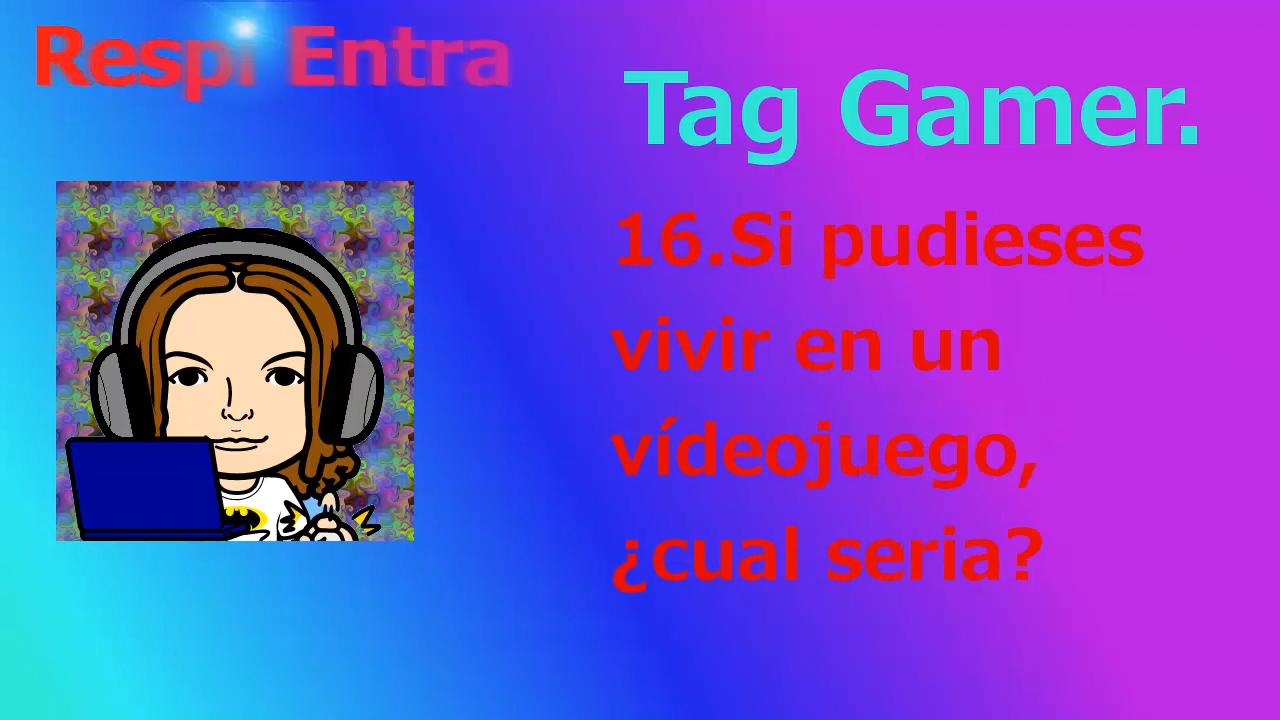 Respi Entra
Tag Gamer.
16.Si pudieses
vivir en un
vídeojuego,
¿cual seria?